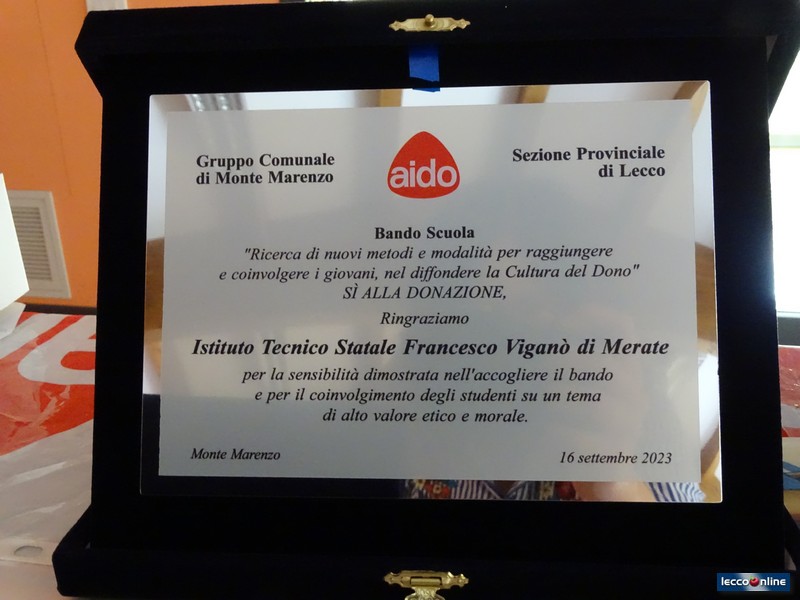 Gruppo Comunale
di Monte Marenzo
aido
Sezione Provinciale
di Lecco
Bando Scuola
"Ricerca di nuovi metodi e modalità per raggiungere
e coinvolgere i giovani, nel diffondere la Cultura del Dono"
SÌ ALLA DONAZIONE,
Ringraziamo
Istituto Tecnico Statale Francesco Viganò di Merate
per la sensibilità dimostrata nell'accogliere il bando
e per il coinvolgimento degli studenti su un tema
di alto valore etico e morale.
Monte Marenzo
16 settembre 2023
leccoonline